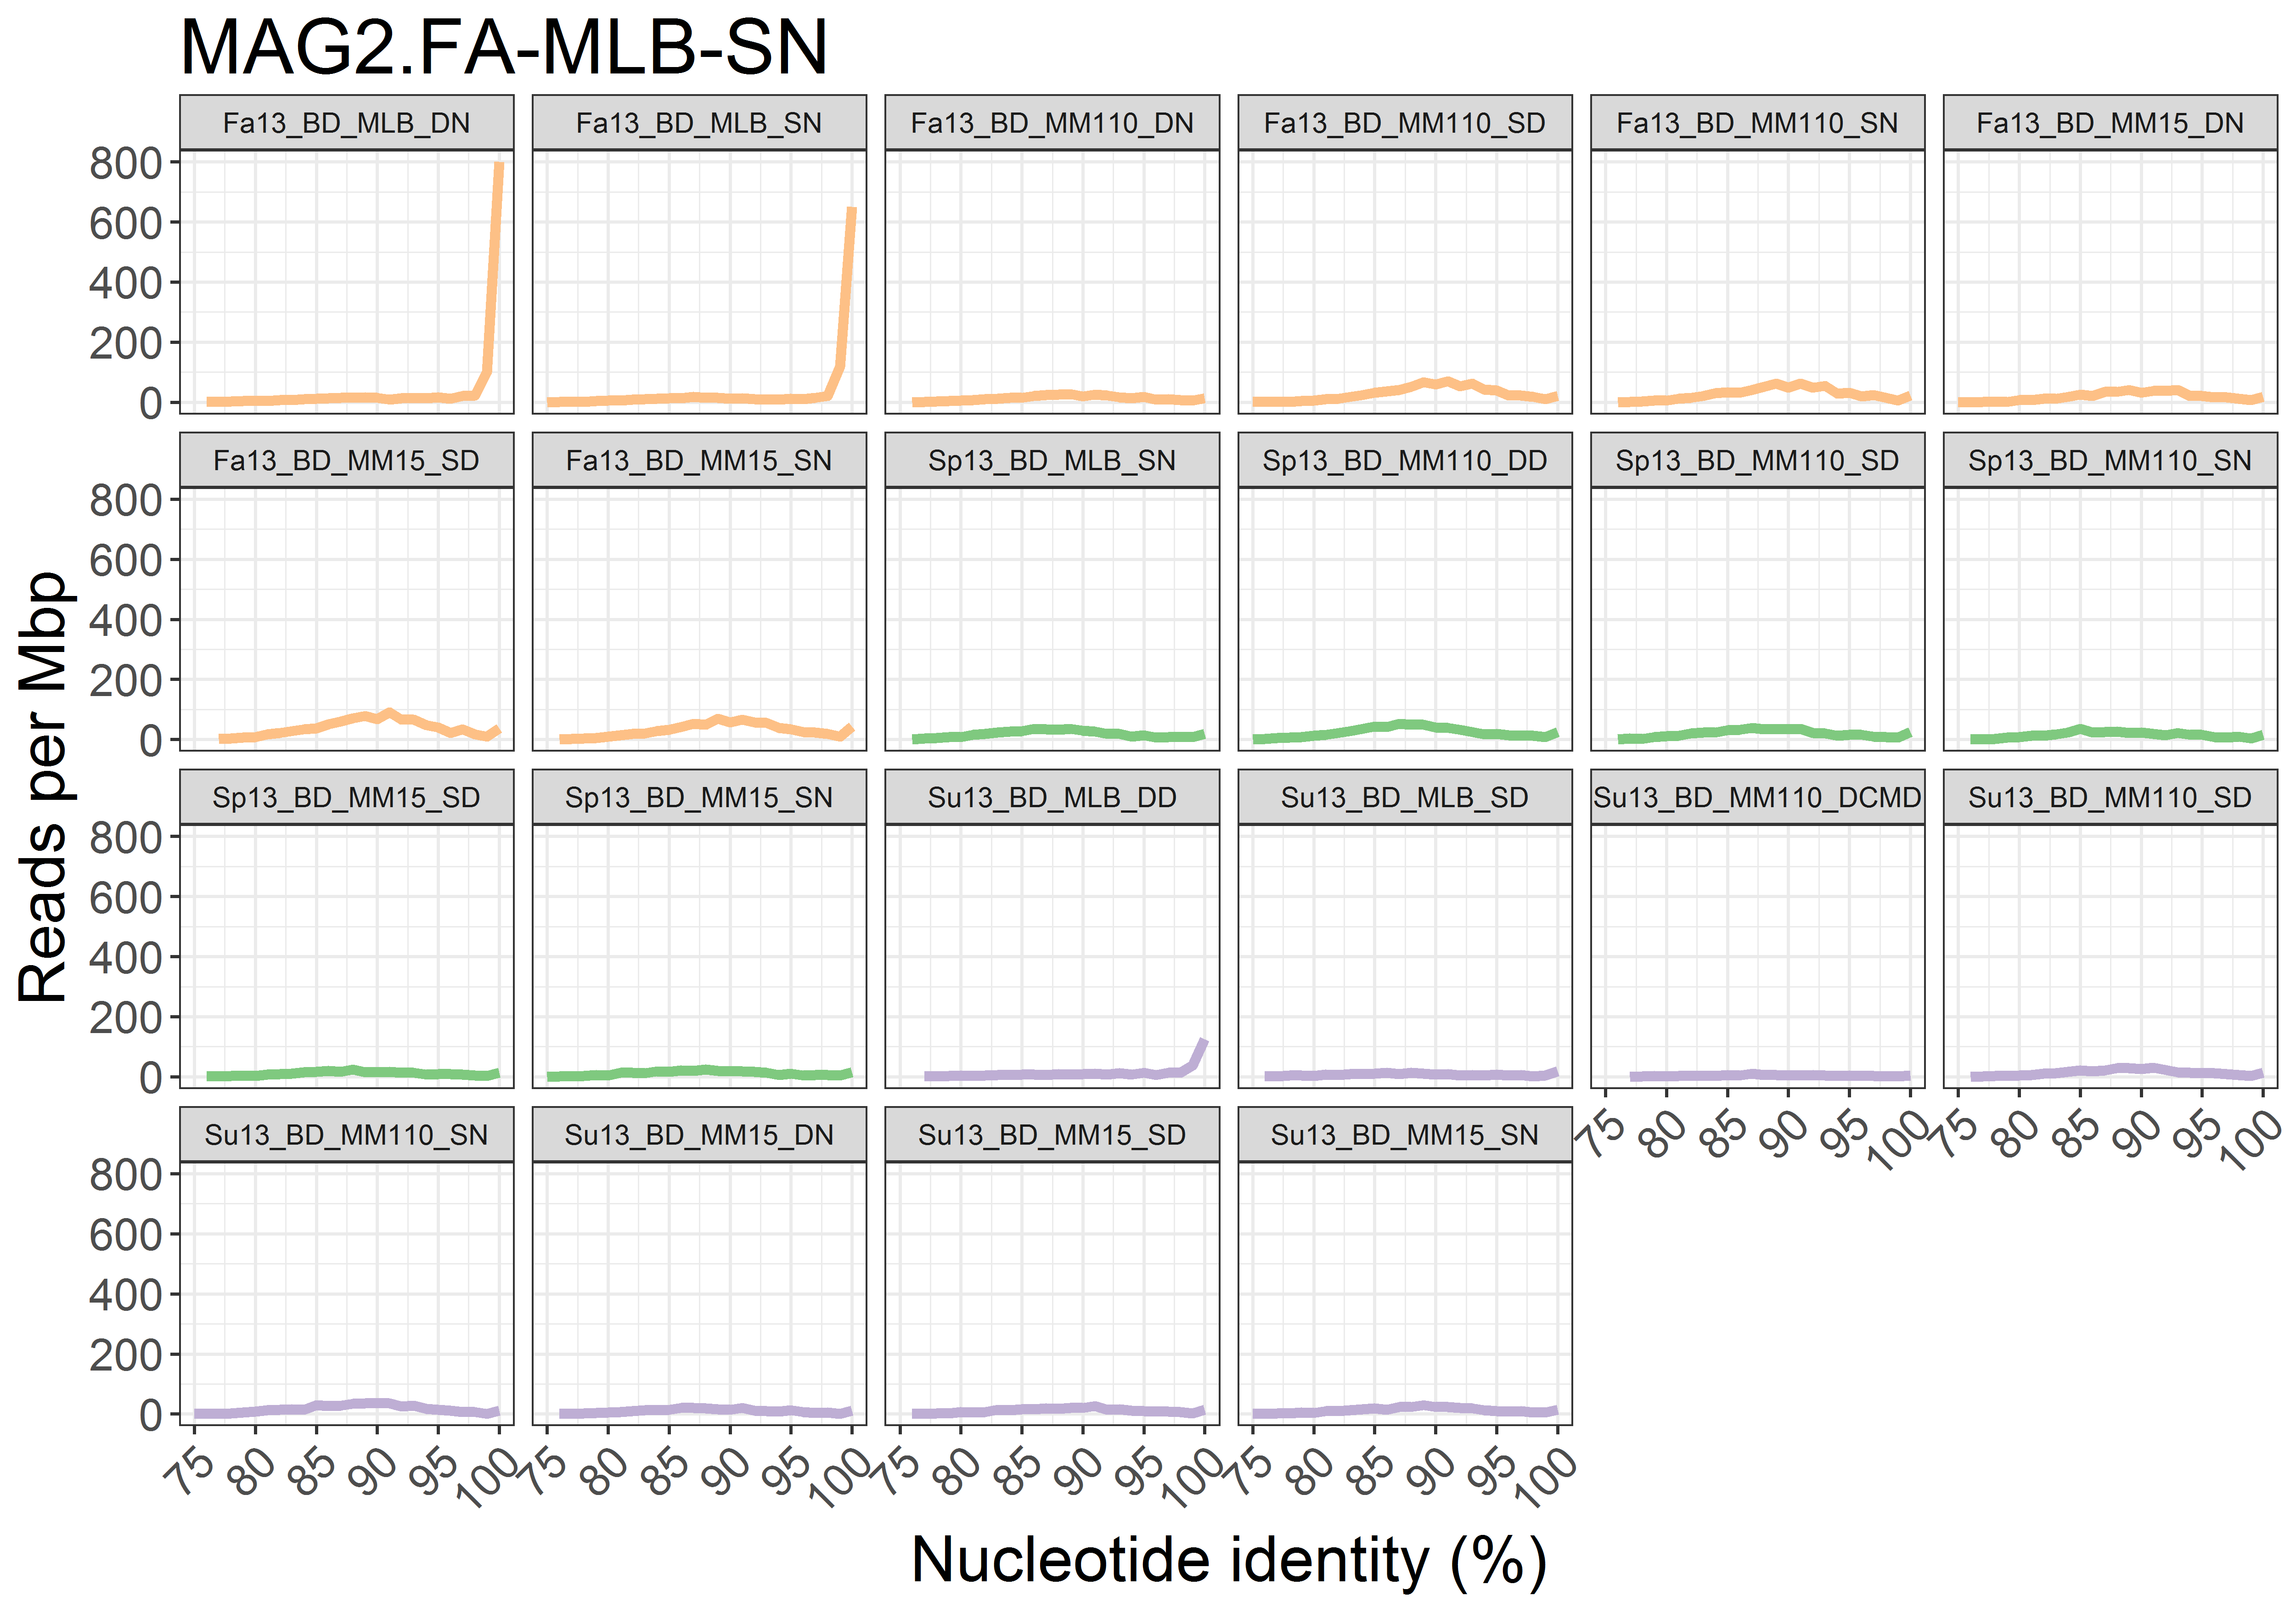 MAG2.FA-MLB-SN
Fa13_BD_MLB_DN Fa13_BD_MLB_SN Fa13_BD_MM110_DN Fa13_BD_MM110_SD Fa13_BD_MM110_SN Fa13_BD_MM15_DN
800
600
400
200
0
Fa13_BD_MM15_SD Fa13_BD_MM15_SN Sp13_BD_MLB_SN Sp13_BD_MM110_DD Sp13_BD_MM110_SD Sp13_BD_MM110_SN
800
600
400
200
0
Sp13_BD_MM15_SD Sp13_BD_MM15_SN Su13_BD_MLB_DD Su13_BD_MLB_SD Su13_BD_MM110_DCMD Su13_BD_MM110_SD
800
600
400
200
0
75 80 85 90 95 100 75 80 85 90 95 100
Su13_BD_MM110_SN Su13_BD_MM15_DN Su13_BD_MM15_SD Su13_BD_MM15_SN
800
600
400
200
0
75 80 85 90 95 100 75 80 85 90 95 100 75 80 85 90 95 100 75 80 85 90 95 100
Reads per Mbp
Nucleotide identity (%)